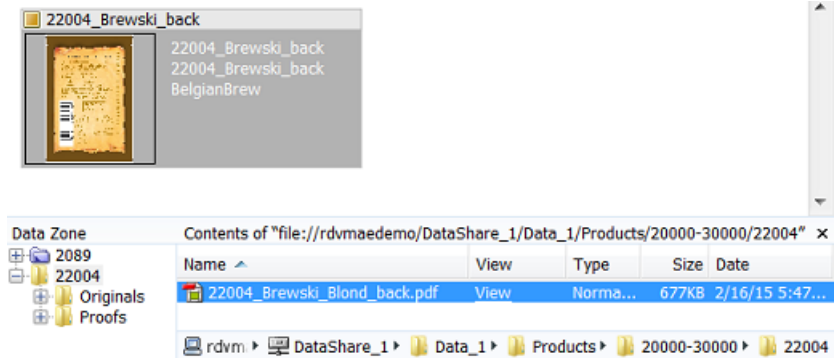 22004_Brewski_back
22004_Brewski_back
22004_Brewski_back
BelgianBrew
Data Zone
Contents of "file://rdvmaedemo/DataShare_1/Data_1/Products/20000-30000/22004" ×
2089
22004
Originals
Proofs
Name View Type Size Date
22004_Brewski_Blond_back.pdf View Norma... 677KB 2/16/15 5:47...
rdvm DataShare_1 Data_1 Products 20000-30000 22004